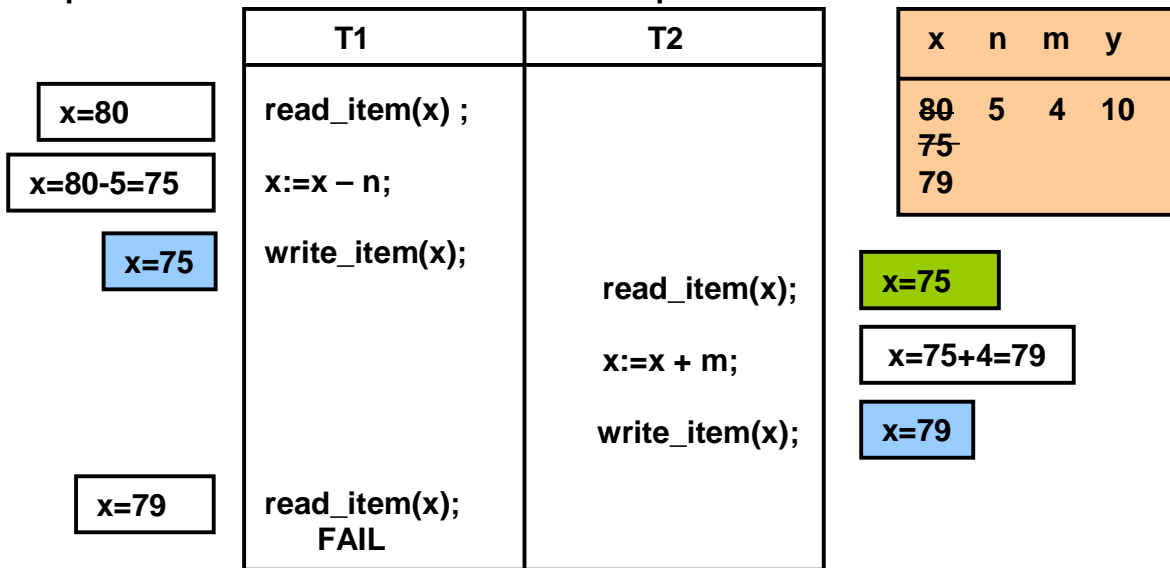 T1 T2
x n m y
x=80 read_item(x) ; 80 5 4 10
75
x=80-5=75 x:=x – n; 79
x=75 write_item(x);
read_item(x); x=75
x:=x + m; x=75+4=79
write_item(x); x=79
x=79 read_item(x);
FAIL